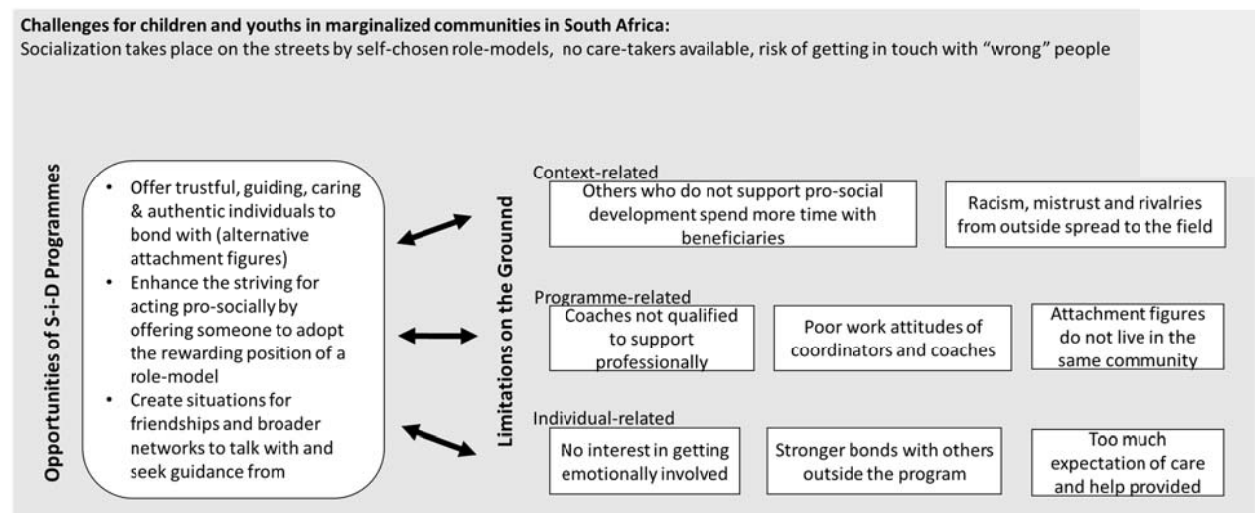 Challenges for children and youths in marginalized communities in South Africa:
Socialization takes place on the streets by self-chosen role-models, no care-takers available, risk of getting in touch with “wrong” people
Opportunities of S-i-D Programmes
• Offer trustful, guiding, caring
& authentic individuals to
bond with (alternative
attachment figures)
• Enhance the striving for
acting pro-socially by
offering someone to adopt
the rewarding position of a
role-model
• Create situations for
friendships and broader
networks to talk with and
seek guidance from
Limitations on the Ground
Context-related
Others who do not support pro-social
development spend more time with
beneficiaries
Racism, mistrust and rivalries
from outside spread to the field
Programme-related
Coaches not qualified
to support
professionally
Poor work attitudes of
coordinators and coaches
Attachment figures
do not live in the
same community
Individual-related
No interest in getting
emotionally involved
Stronger bonds with others
outside the program
Too much
expectation of care
and help provided